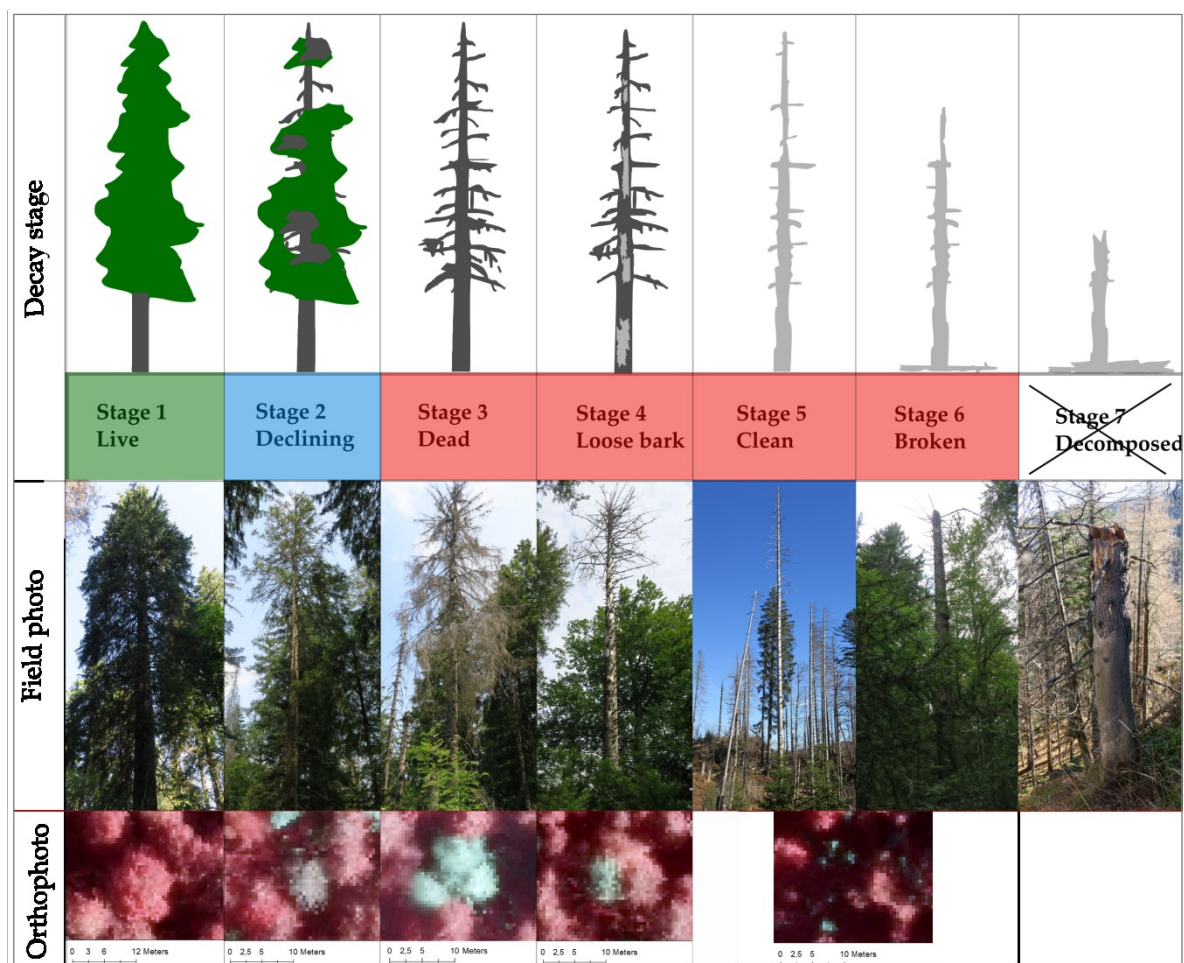 Decay stage
Stage 1
Live
Stage 2
Declining
Stage 3
Dead
Stage 4
Loose bark
Stage 5
Clean
Stage 6
Broken
Stage 7
Decomposed
Field photo
Orthophoto
0 3 6 12 Meters
0 2,5 5 10 Meters
0 2,5 5 10 Meters
0 2,5 5 10 Meters
0 2,5 5 10 Meters